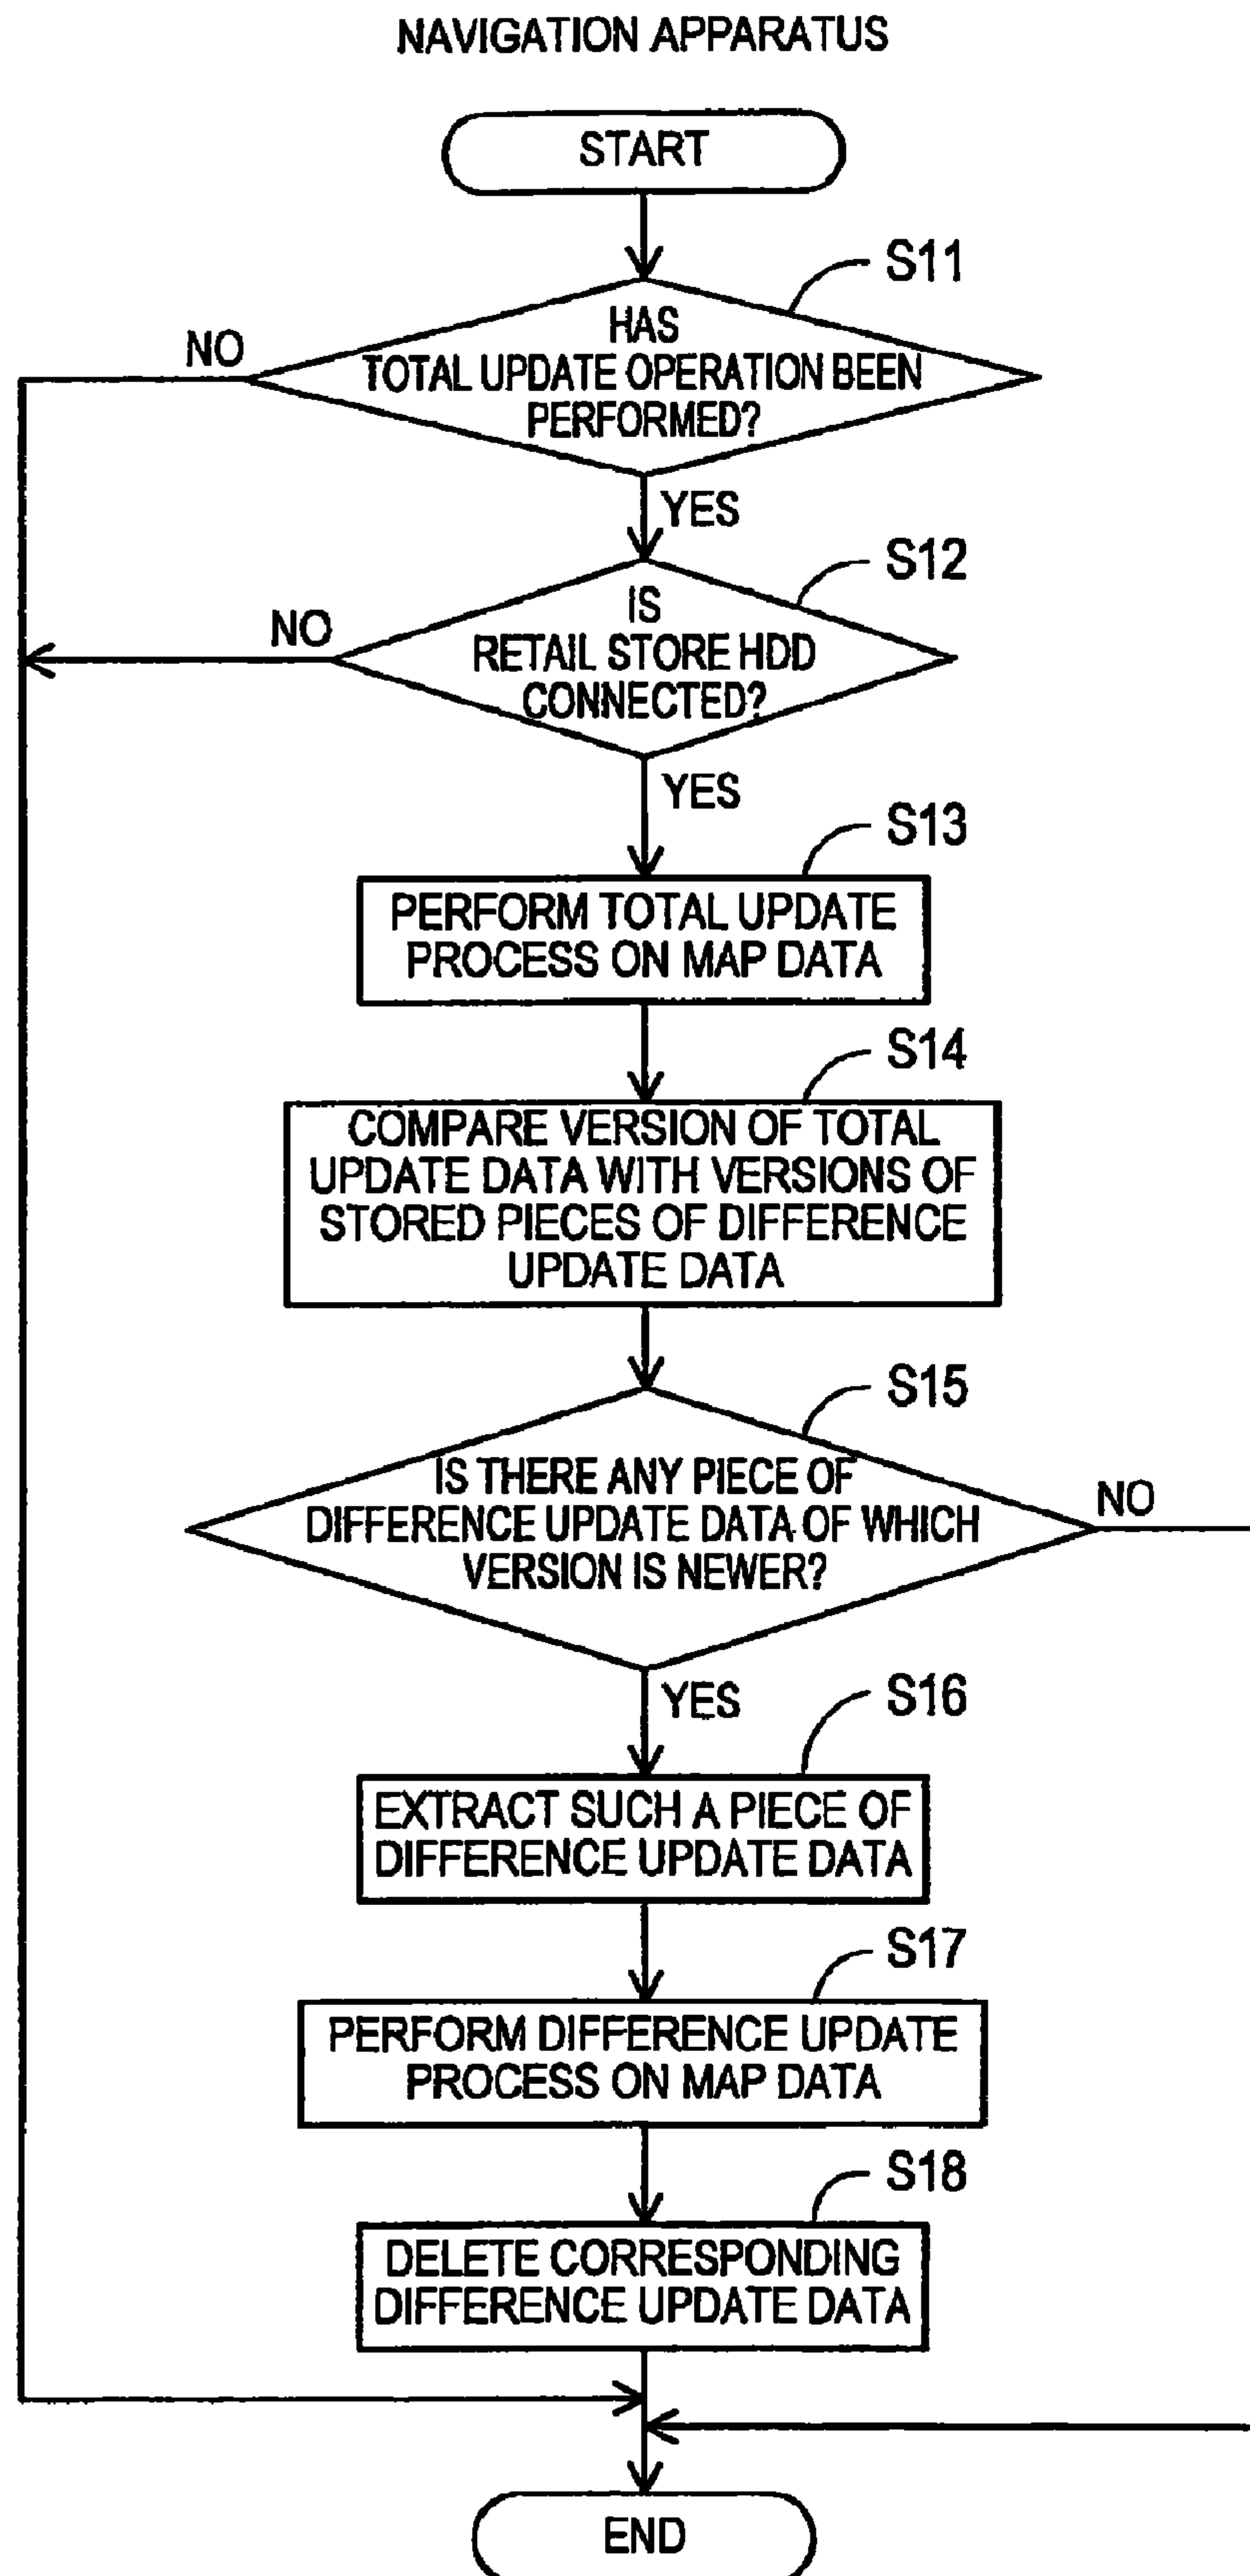 NAVIGATION APPARATUS
START
S11
HAS
TOTAL UPDATE OPERATION BEEN
PERFORMED?
NO
YES
S12
IS
RETAIL STORE HDD
CONNECTED?
NO
YES
S13
PERFORM TOTAL UPDATE
PROCESS ON MAP DATA
S14
COMPARE VERSION OF TOTAL
UPDATE DATA WITH VERSIONS OF
STORED PIECES OF DIFFERENCE
UPDATE DATA
S15
IS THERE ANY PIECE OF
DIFFERENCE UPDATE DATA OF WHICH
VERSION IS NEWER?
NO
YES
S16
EXTRACT SUCH A PIECE OF
DIFFERENCE UPDATE DATA
S17
PERFORM DIFFERENCE UPDATE
PROCESS ON MAP DATA
S18
DELETE CORRESPONDING
DIFFERENCE UPDATE DATA
END